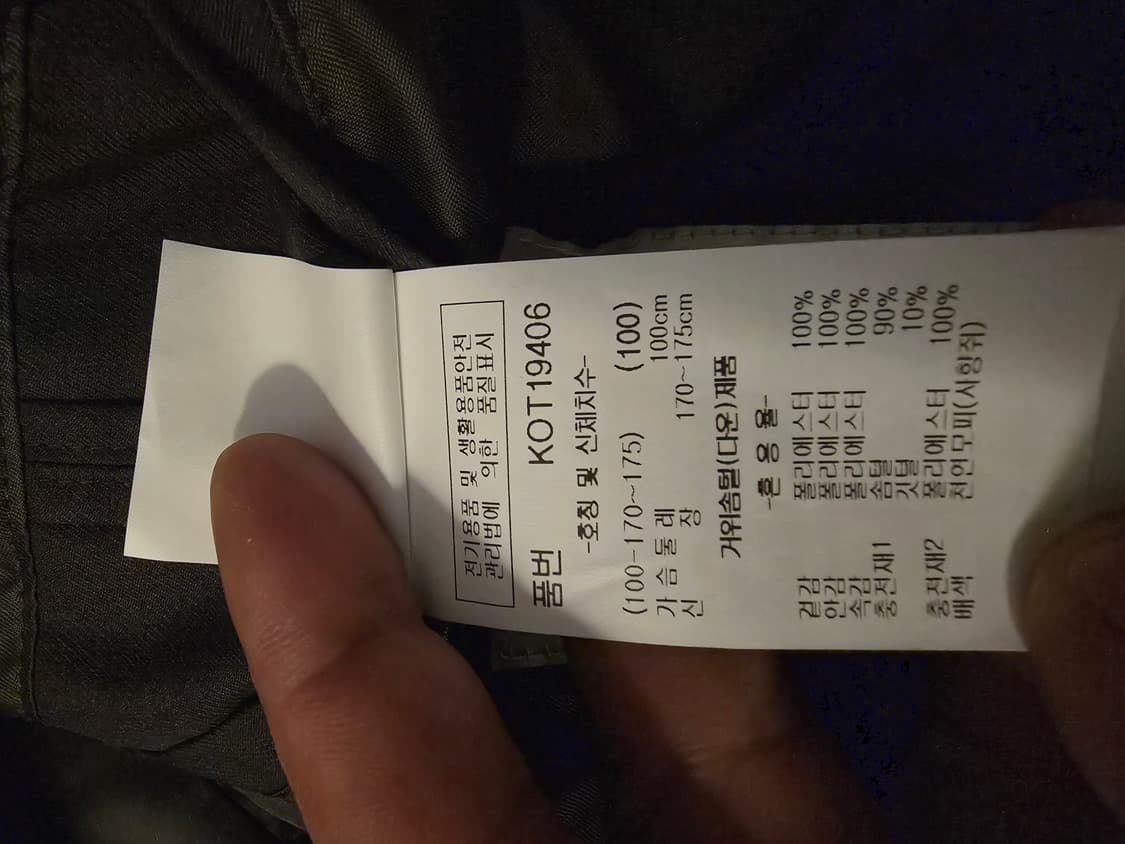 전기용품 및 생활용품안전
관리법에 의한 품질표시
품번 KOT19406
-호칭 및 신체치수-
(100-170~175) (100)
가슴둘레 100cm
신 장 170~175cm
거위솜털(다운)제품
-혼 용 율-
겉감 폴리에스터 100%
안감 폴리에스터 100%
속감 폴리에스터 100%
충전재1 솜털 90%
깃털 10%
충전재2 폴리에스터 100%
배색 천연모피(사향쥐)